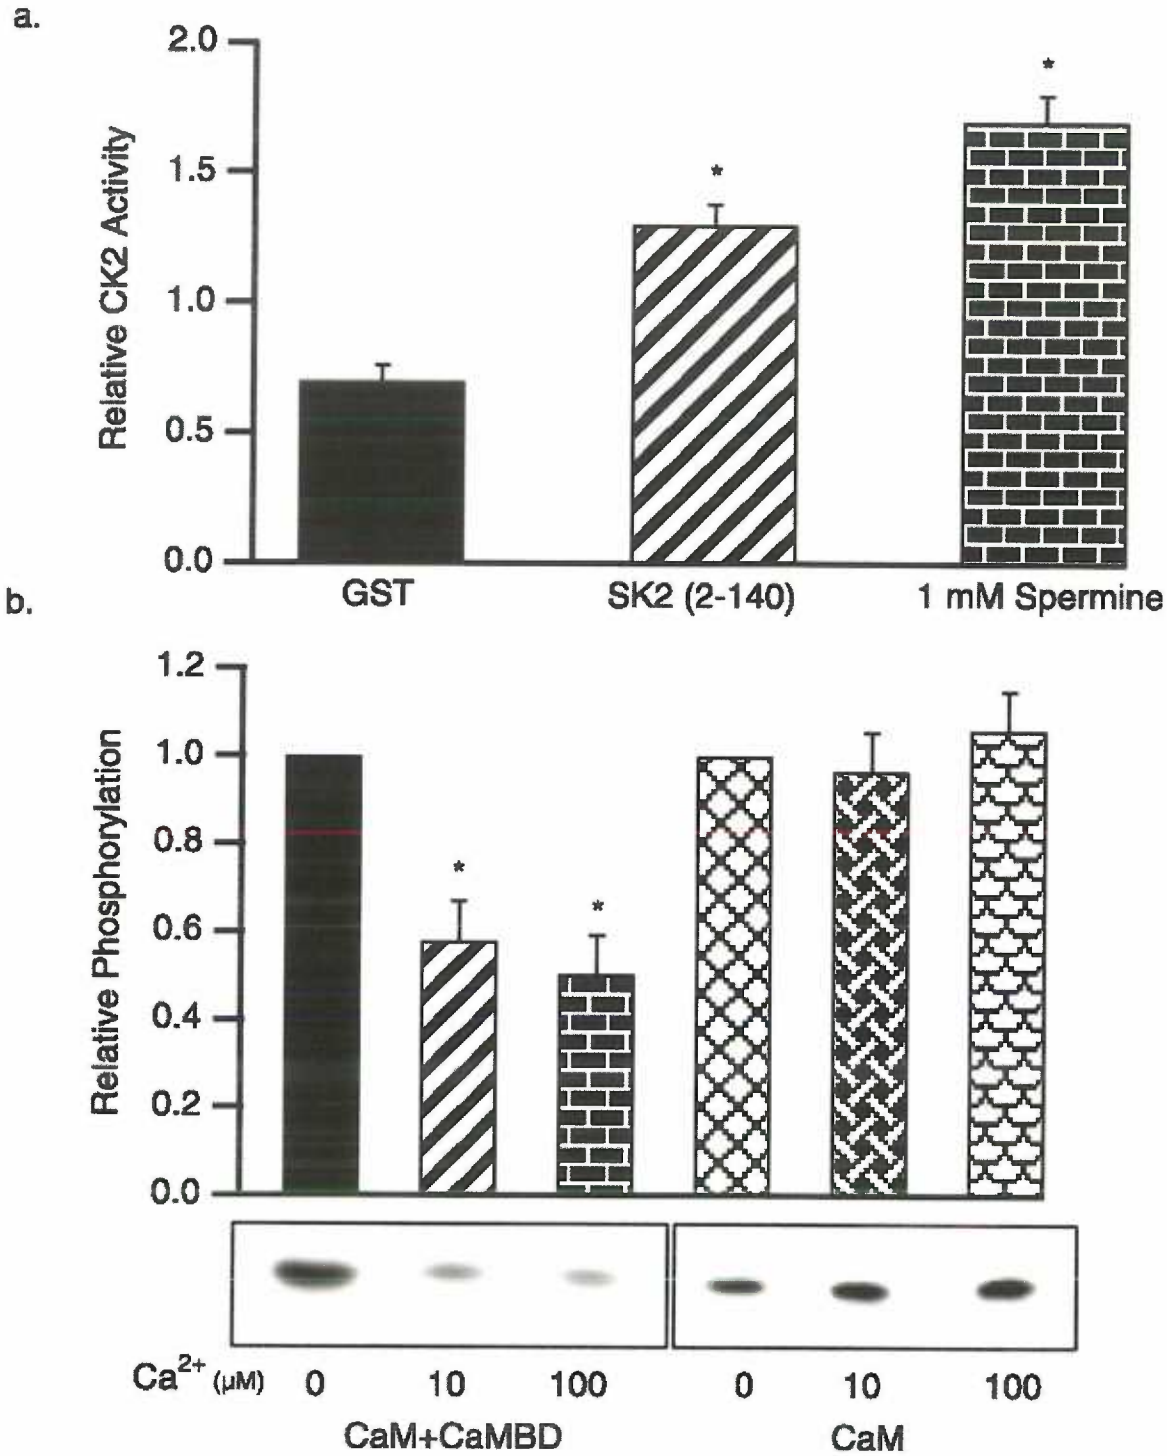 a.
2.0
1.5
1.0
0.5
0.0
Relative CK2 Activity
*
*
GST
SK2 (2-140)
1 mM Spermine
b.
1.2
1.0
0.8
0.6
0.4
0.2
0.0
Relative Phosphorylation
*
*
Ca2+ (μM) 0 10 100 0 10 100
CaM+CaMBD CaM